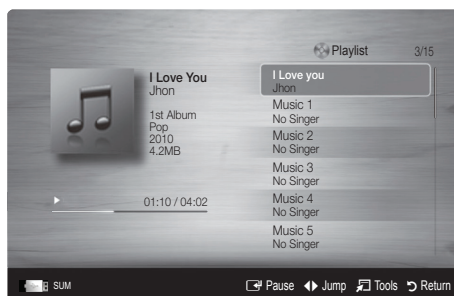 Playlist 3/15
I Love You
Jhon
1st Album
Pop
2010
4.2MB
01:10 / 04:02
I Love you
Jhon
Music 1
No Singer
Music 2
No Singer
Music 3
No Singer
Music 4
No Singer
Music 5
No Singer
SUM
Pause Jump Tools Return